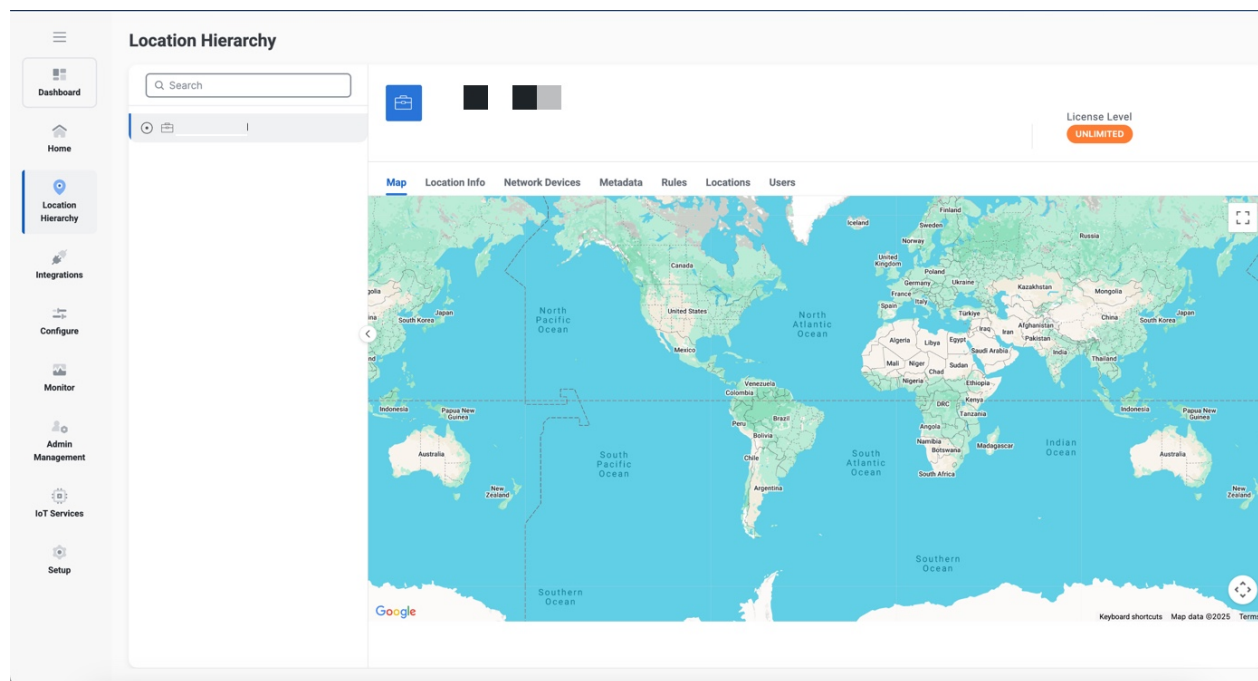 Location Hierarchy
Dashboard
Home
Location
Hierarchy
Integrations
Configure
Monitor
Admin
Management
IoT Services
Setup
Search
License Level
UNLIMITED
Map Location Info Network Devices Metadata Rules Locations Users
Iceland
Finland
Sweden
Norway
Russia
United
Kingdom
Poland
Germany
Ukraine
France
Kazakhstan
Mongolia
Spain
Italy
Türkiye
China
Japan
South Korea
Iraq
Iran
Afghanistan
Pakistan
Algeria
Libya
Egypt
Saudi Arabia
India
Thailand
Mali
Niger
Chad
Sudan
Nigeria
Ethiopia
DRC
Kenya
Tanzania
Angola
Namibia
Botswana
Madagascar
South Africa
Indonesia
Papua New
Guinea
Australia
New
Zealand
Indian
Ocean
Canada
United States
Mexico
Venezuela
Colombia
Peru
Brazil
Bolivia
Chile
Argentina
North
Pacific
Ocean
North
Atlantic
Ocean
South
Pacific
Ocean
South
Atlantic
Ocean
Southern
Ocean
Southern
Ocean
golia
ina
South Korea
Japan
nd
Indonesia
Papua New
Guinea
Australia
New
Zealand
Google
Keyboard shortcuts Map data ©2025 Terms